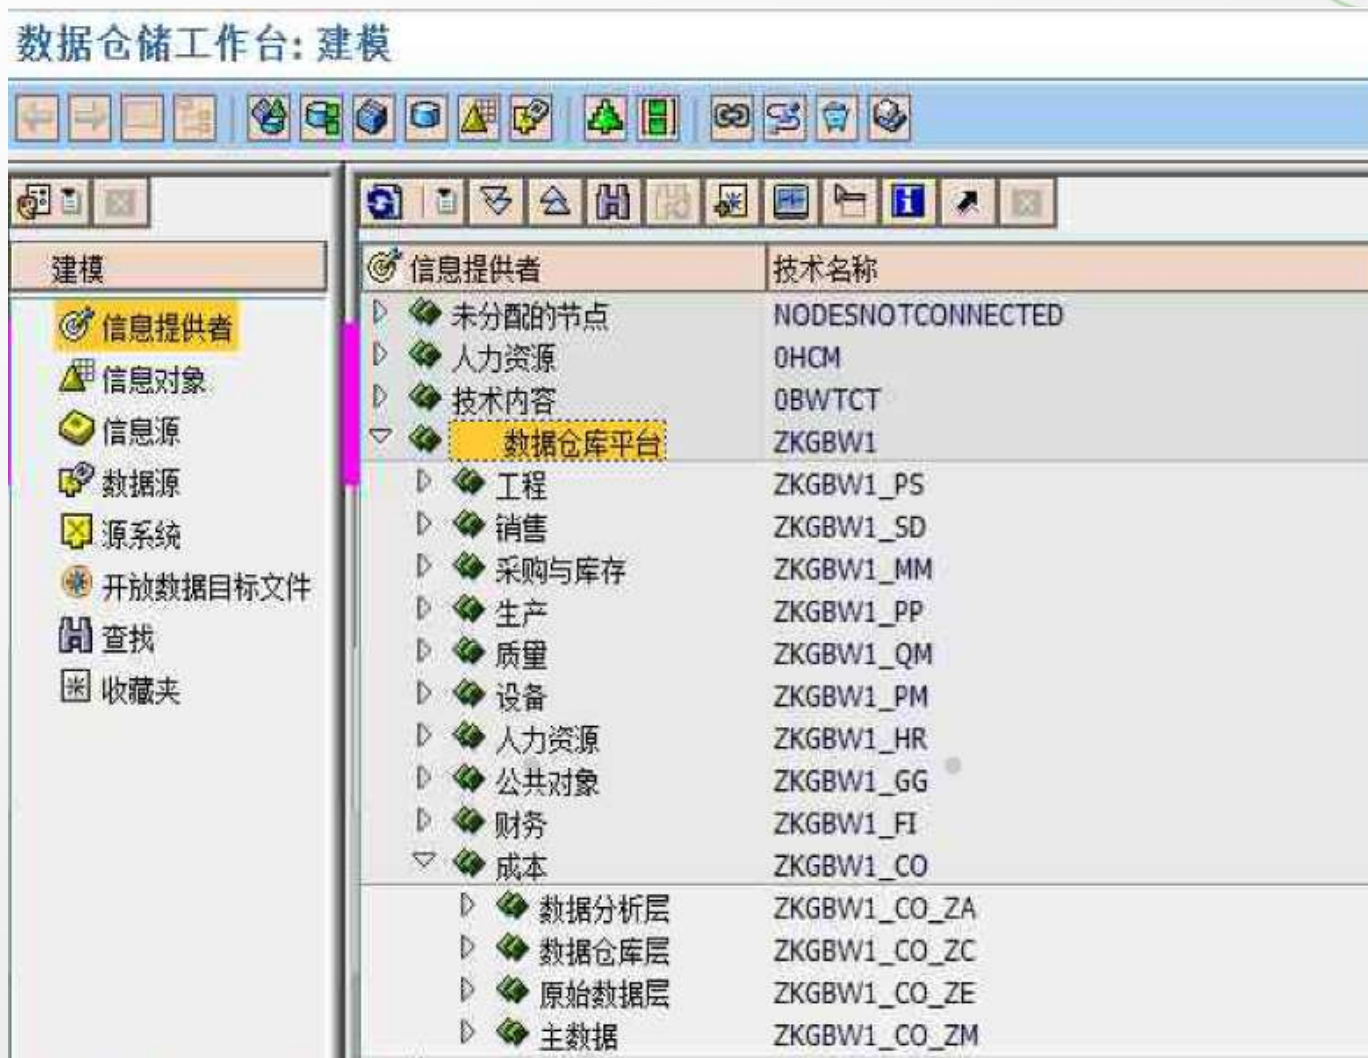 数据仓储工作台: 建模
建模
信息提供者
信息对象
信息源
数据源
源系统
开放数据目标文件
查找
收藏夹
信息提供者 技术名称
未分配的节点 NODESNOTCONNECTED
人力资源 0HCM
技术内容 0BWTCT
数据仓库平台 ZKGBW1
工程 ZKGBW1_PS
销售 ZKGBW1_SD
采购与库存 ZKGBW1_MM
生产 ZKGBW1_PP
质量 ZKGBW1_QM
设备 ZKGBW1_PM
人力资源 ZKGBW1_HR
公共对象 ZKGBW1_GG
财务 ZKGBW1_FI
成本 ZKGBW1_CO
数据分析层 ZKGBW1_CO_ZA
数据仓库层 ZKGBW1_CO_ZC
原始数据层 ZKGBW1_CO_ZE
主数据 ZKGBW1_CO_ZM